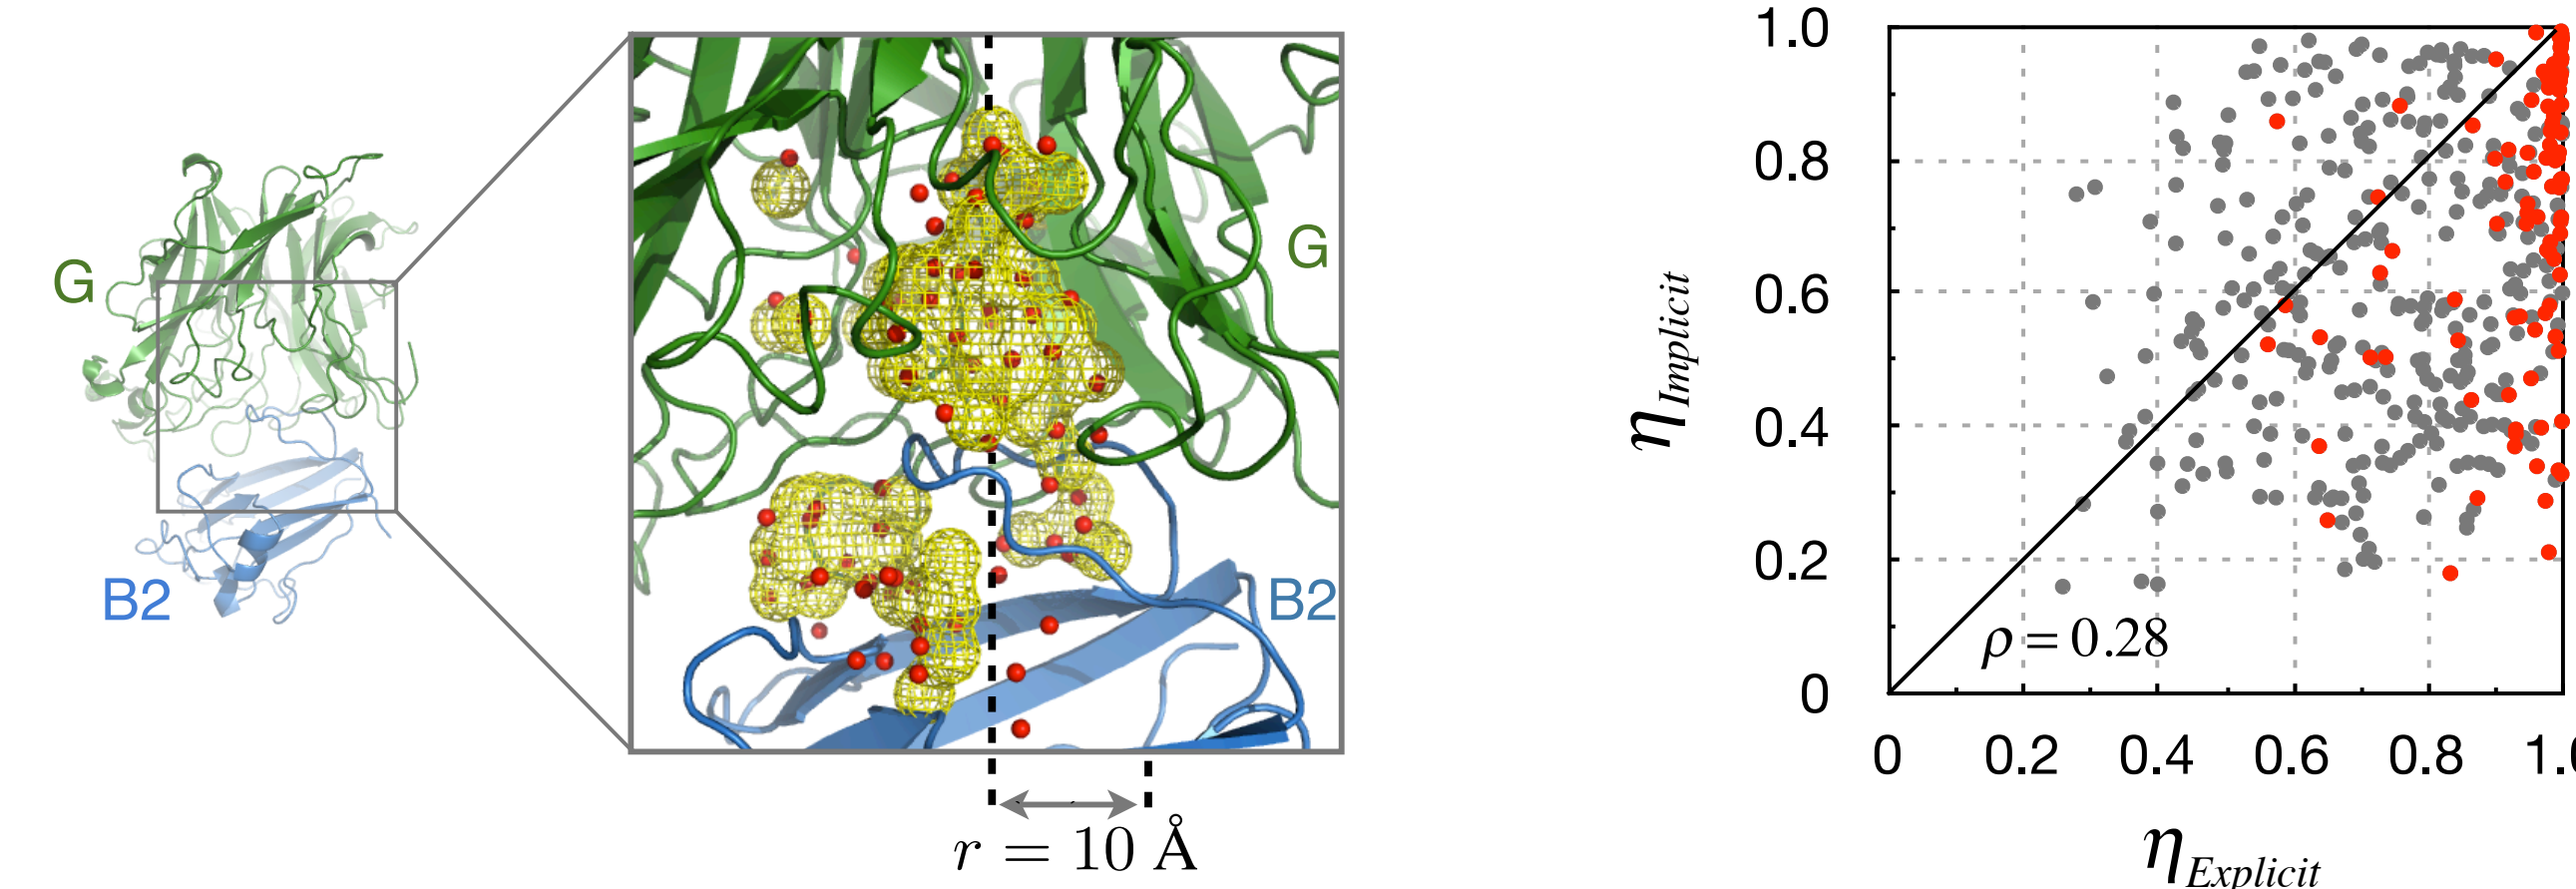 G
B2
G
B2
r = 10 Å
η_Implicit
1.0
0.8
0.6
0.4
0.2
0
ρ = 0.28
0 0.2 0.4 0.6 0.8
η_Explicit